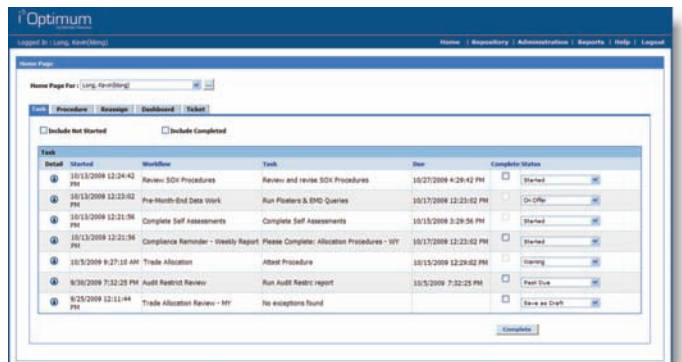 i³Optimum
Logged In : Long, Kevin(klong)
Home | Repository | Administration | Reports | Help | Logout
Home Page
Home Page For : Long, Kevin(klong)
Task Procedure Reassign Dashboard Ticket
Include Not Started Include Completed
Task
Detail Started Workflow Task Due Complete Status
10/13/2009 12:24:42 PM Review SOX Procedures Review and revise SOX Procedures 10/27/2009 4:29:42 PM Started
10/13/2009 12:23:02 PM Pre-Month-End Data Work Run Floaters & EMD Queries 10/17/2009 12:23:02 PM On Offer
10/13/2009 12:21:56 PM Complete Self Assessments Complete Self Assessments 10/15/2009 3:29:56 PM Started
10/13/2009 12:21:56 PM Compliance Reminder - Weekly Report Please Complete: Allocation Procedures - WY 10/17/2009 12:23:02 PM Started
10/5/2009 9:27:10 AM Trade Allocation Attest Procedure 10/15/2009 12:29:02 PM Warning
9/30/2009 7:32:25 PM Audit Restrict Review Run Audit Restrc report 10/5/2009 7:32:25 PM Past Due
9/25/2009 12:11:44 PM Trade Allocation Review - MY No exceptions found Save as Draft
Complete